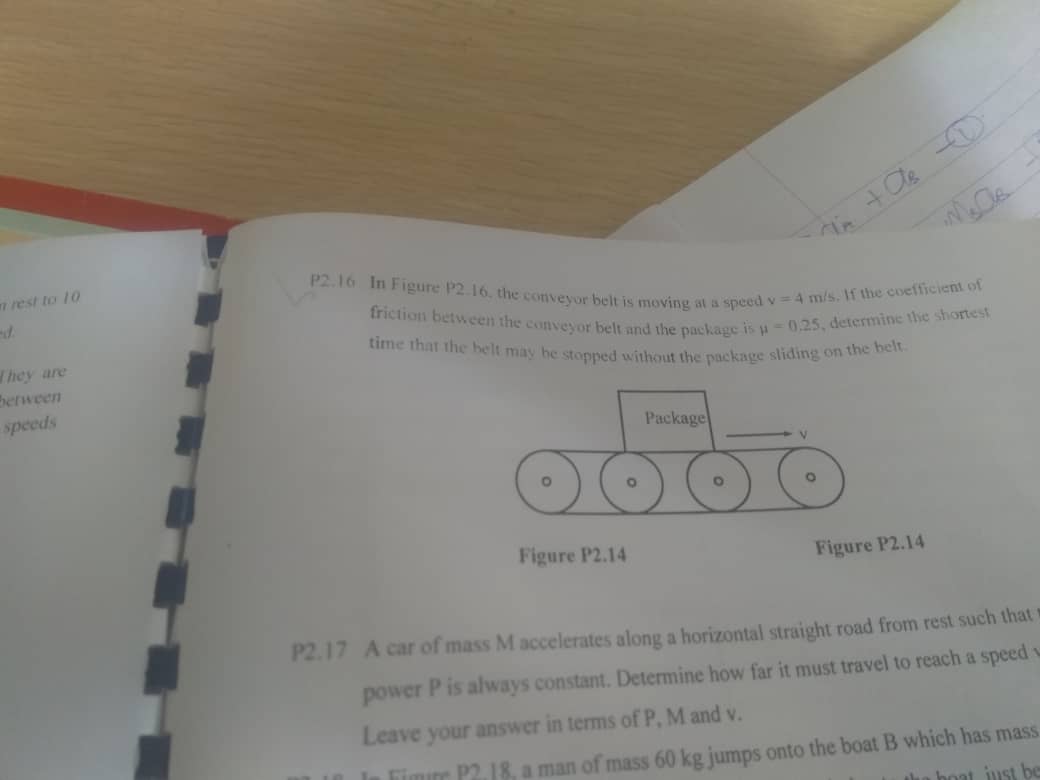 rest to 10
They are
between
speeds
+ aB
P2.16 In Figure P2.16, the conveyor belt is moving at a speed v = 4 m/s. If the coefficient of
friction between the conveyor belt and the package is μ = 0.25, determine the shortest
time that the belt may be stopped without the package sliding on the belt.
Package
v
Figure P2.14
Figure P2.14
P2.17 A car of mass M accelerates along a horizontal straight road from rest such that
power P is always constant. Determine how far it must travel to reach a speed
Leave your answer in terms of P, M and v.
In Figure P2.18, a man of mass 60 kg jumps onto the boat B which has mass
boat just